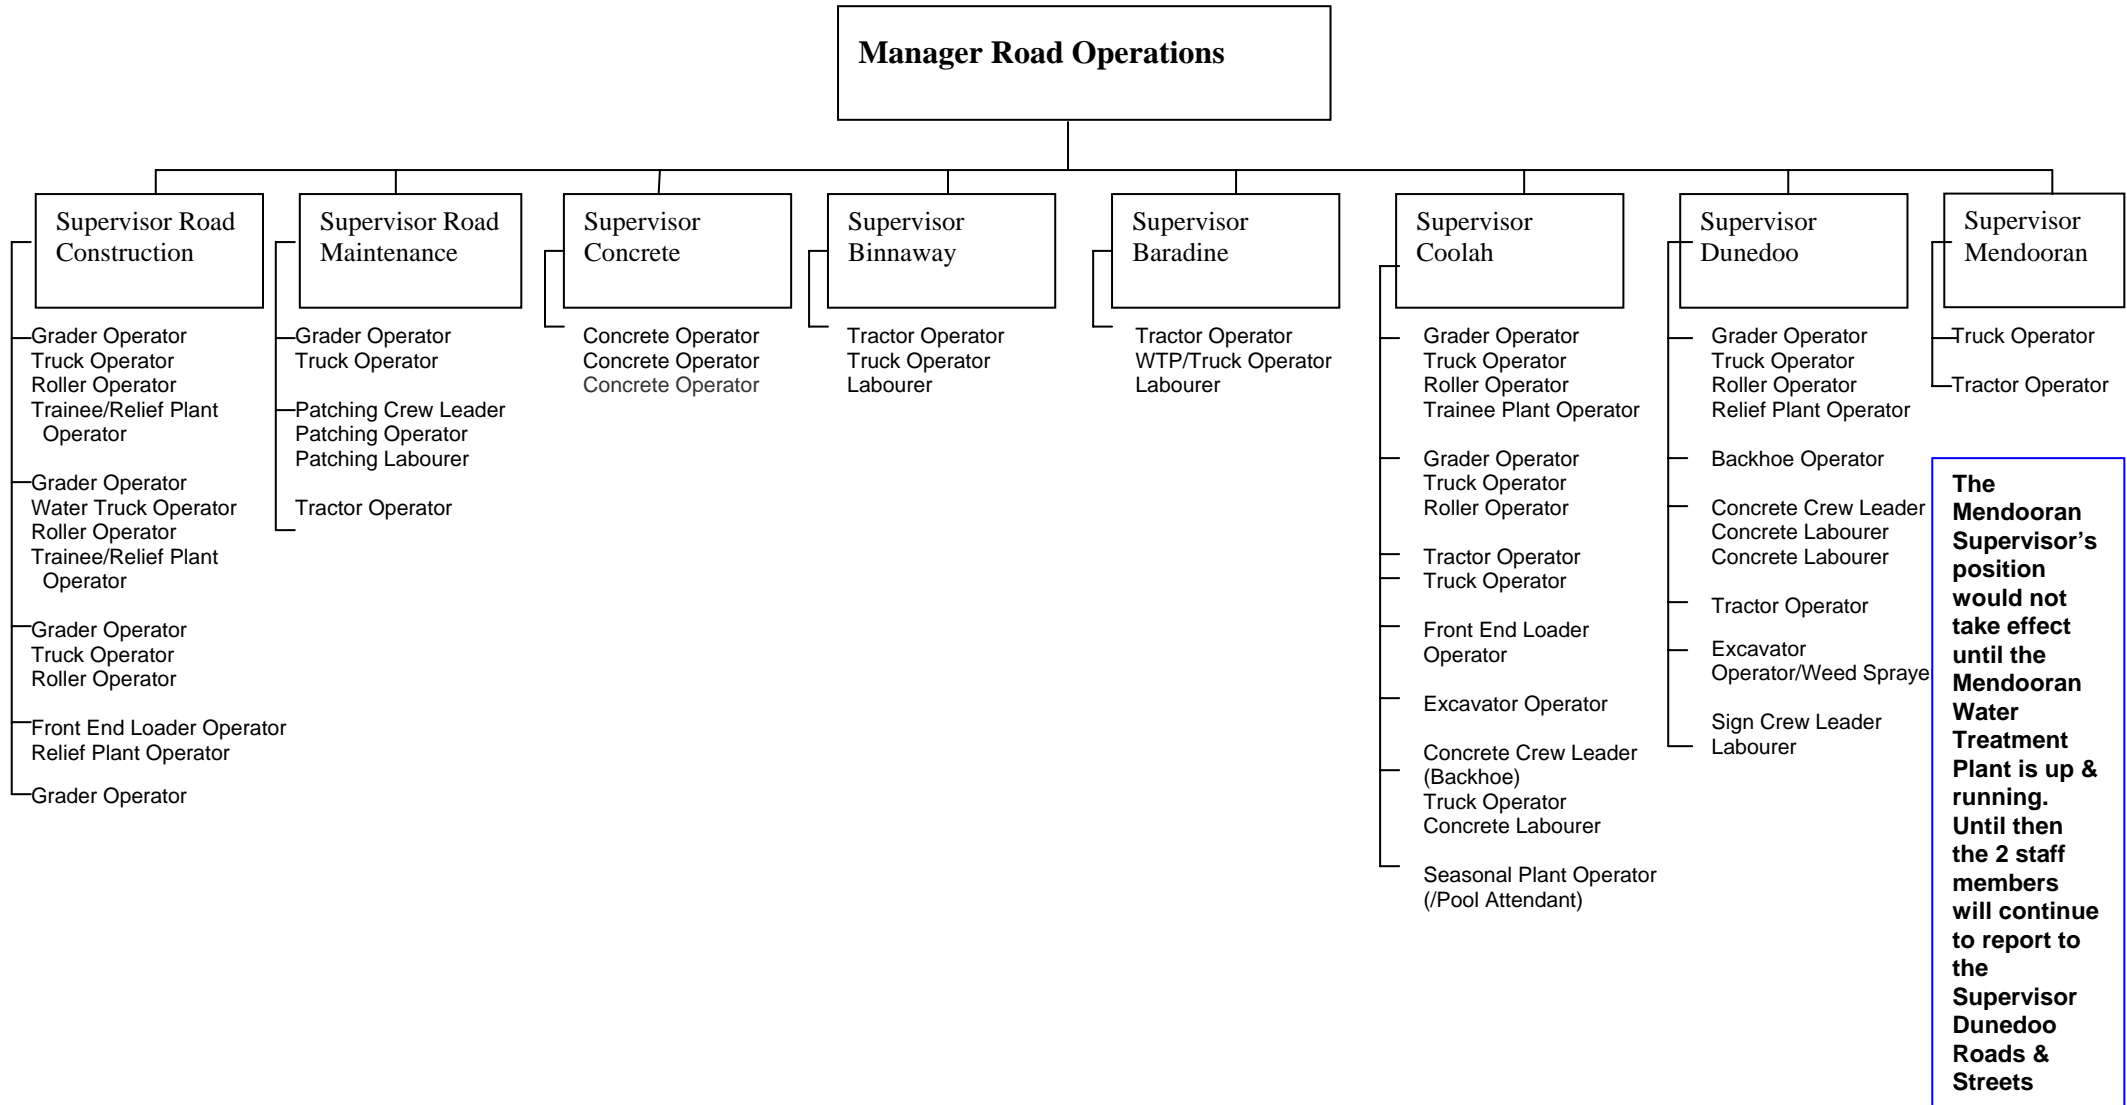 Manager Road Operations
Supervisor Road
Construction
Grader Operator
Truck Operator
Roller Operator
Trainee/Relief Plant
Operator
Grader Operator
Water Truck Operator
Roller Operator
Trainee/Relief Plant
Operator
Grader Operator
Truck Operator
Roller Operator
Front End Loader Operator
Relief Plant Operator
Grader Operator
Supervisor Road
Maintenance
Grader Operator
Truck Operator
Patching Crew Leader
Patching Operator
Patching Labourer
Tractor Operator
Supervisor
Concrete
Concrete Operator
Concrete Operator
Concrete Operator
Supervisor
Binnaway
Tractor Operator
Truck Operator
Labourer
Supervisor
Baradine
Tractor Operator
WTP/Truck Operator
Labourer
Supervisor
Coolah
Grader Operator
Truck Operator
Roller Operator
Trainee Plant Operator
Grader Operator
Truck Operator
Roller Operator
Tractor Operator
Truck Operator
Front End Loader
Operator
Excavator Operator
Concrete Crew Leader
(Backhoe)
Truck Operator
Concrete Labourer
Seasonal Plant Operator
(/Pool Attendant)
Supervisor
Dunedoo
Grader Operator
Truck Operator
Roller Operator
Relief Plant Operator
Backhoe Operator
Concrete Crew Leader
Concrete Labourer
Concrete Labourer
Tractor Operator
Excavator
Operator/Weed Spraye
Sign Crew Leader
Labourer
Supervisor
Mendooran
Truck Operator
Tractor Operator
The
Mendooran
Supervisor’s
position
would not
take effect
until the
Mendooran
Water
Treatment
Plant is up &
running.
Until then
the 2 staff
members
will continue
to report to
the
Supervisor
Dunedoo
Roads &
Streets